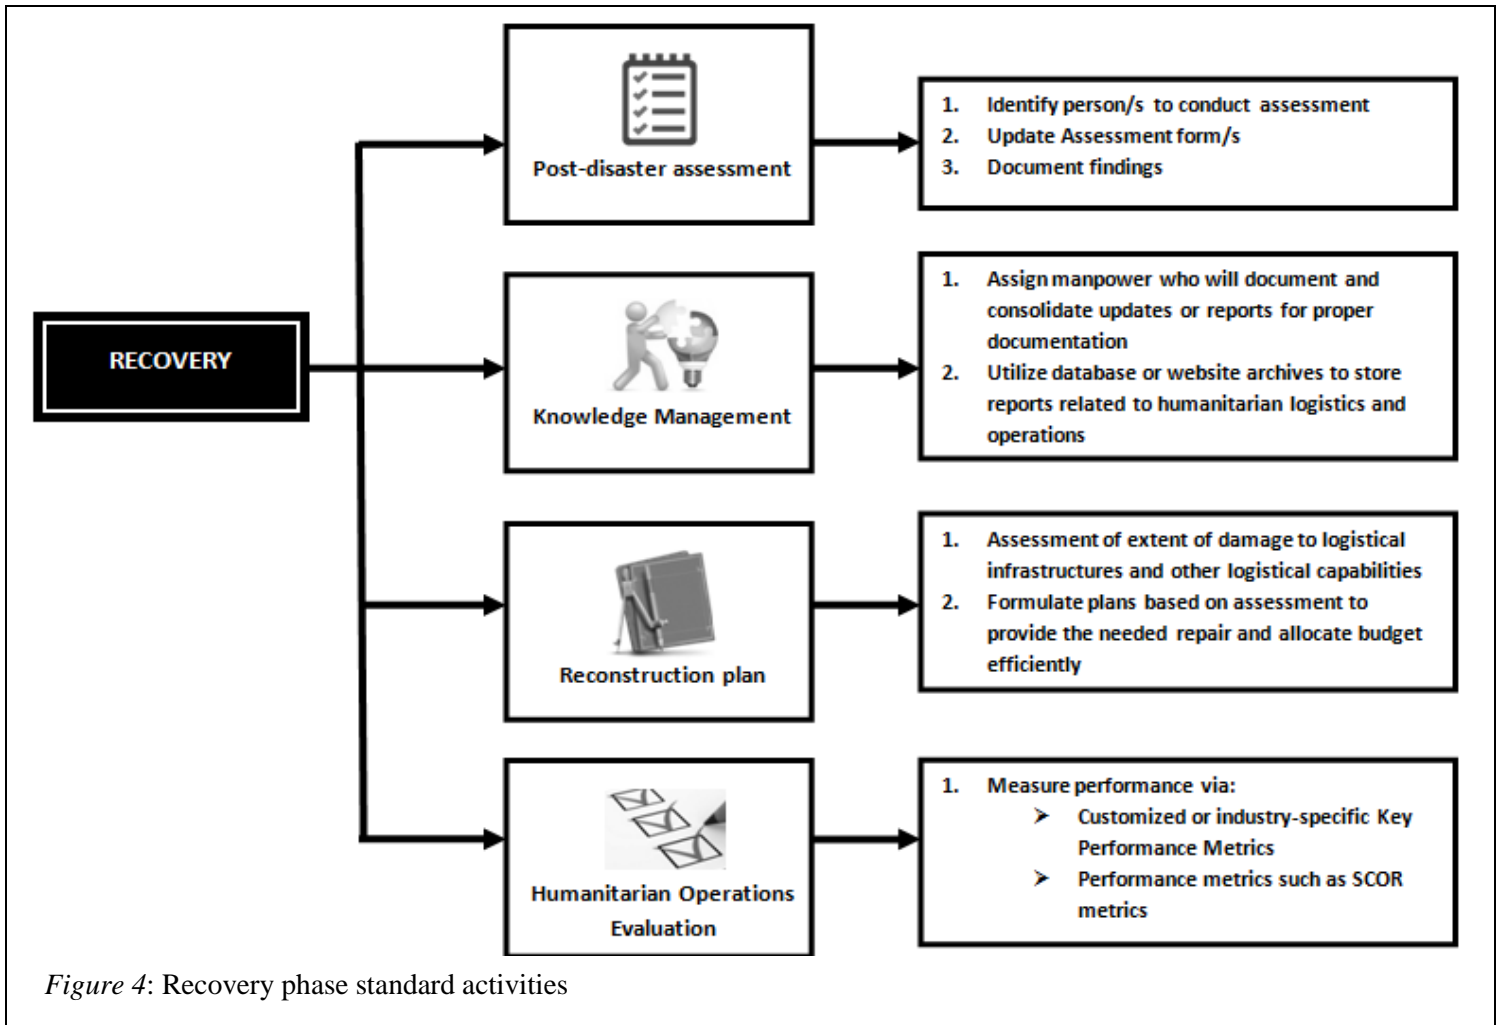 Post-disaster assessment
1. Identify person/s to conduct assessment
2. Update Assessment form/s
3. Document findings
RECOVERY
Knowledge Management
1. Assign manpower who will document and
consolidate updates or reports for proper
documentation
2. Utilize database or website archives to store
reports related to humanitarian logistics and
operations
Reconstruction plan
1. Assessment of extent of damage to logistical
infrastructures and other logistical capabilities
2. Formulate plans based on assessment to
provide the needed repair and allocate budget
efficiently
Humanitarian Operations
Evaluation
1. Measure performance via:
➢ Customized or industry-specific Key
Performance Metrics
➢ Performance metrics such as SCOR
metrics
Figure 4: Recovery phase standard activities